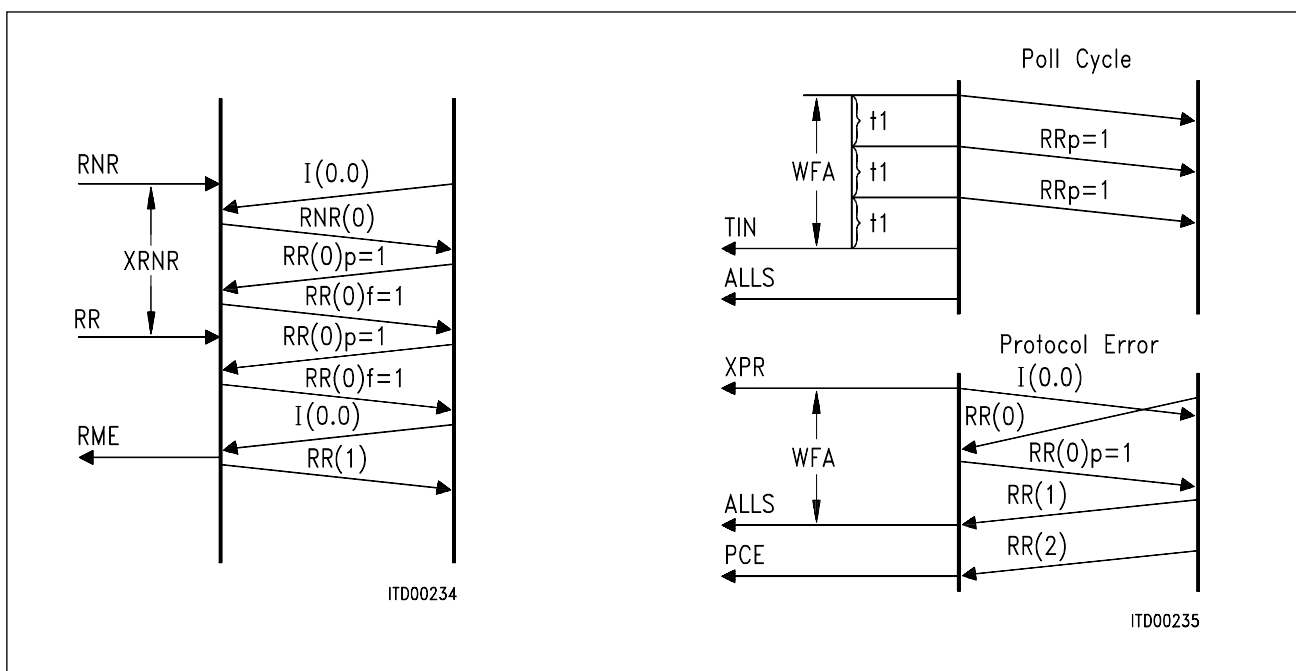 RNR
I(0.0)
RNR(0)
XRNR
RR(0)p=1
RR(0)f=1
RR
RR(0)p=1
RR(0)f=1
I(0.0)
RME
RR(1)
ITD00234
Poll Cycle
t1
RRp=1
WFA
t1
RRp=1
t1
TIN
ALLS
Protocol Error
XPR
I(0.0)
RR(0)
WFA
RR(0)p=1
RR(1)
ALLS
RR(2)
PCE
ITD00235